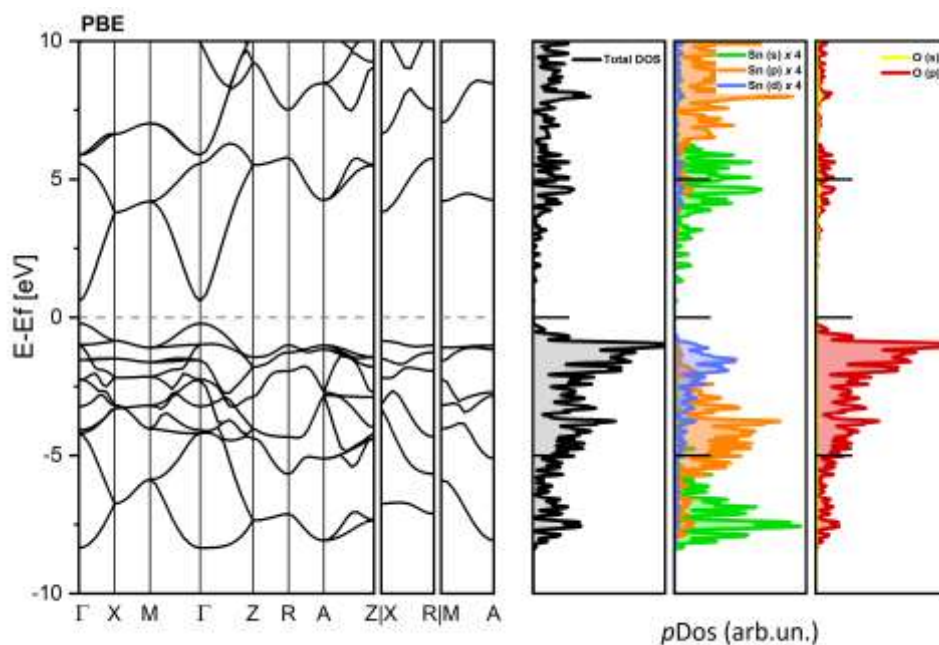 PBE
10
5
0
-5
-10
E-Ef [eV]
Γ X M Γ Z R A Z|X R|M A
Total DOS
Sn (s) x 4
Sn (p) x 4
Sn (d) x 4
O (s)
O (p)
pDos (arb.un.)